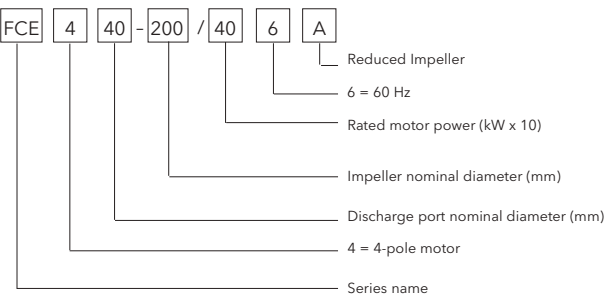 FCE 4 40 - 200 / 40 6 A
Reduced Impeller
6 = 60 Hz
Rated motor power (kW x 10)
Impeller nominal diameter (mm)
Discharge port nominal diameter (mm)
4 = 4-pole motor
Series name